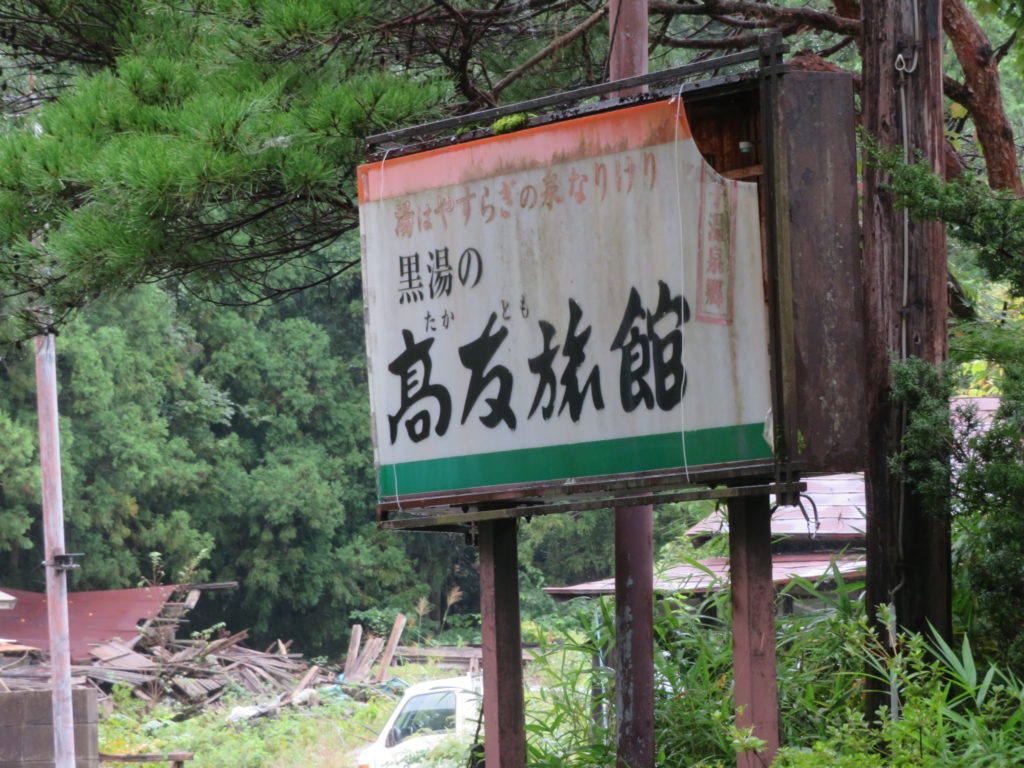 湯はやすらぎの泉なりけり
黒湯の
たかとも
高友旅館
温泉郷